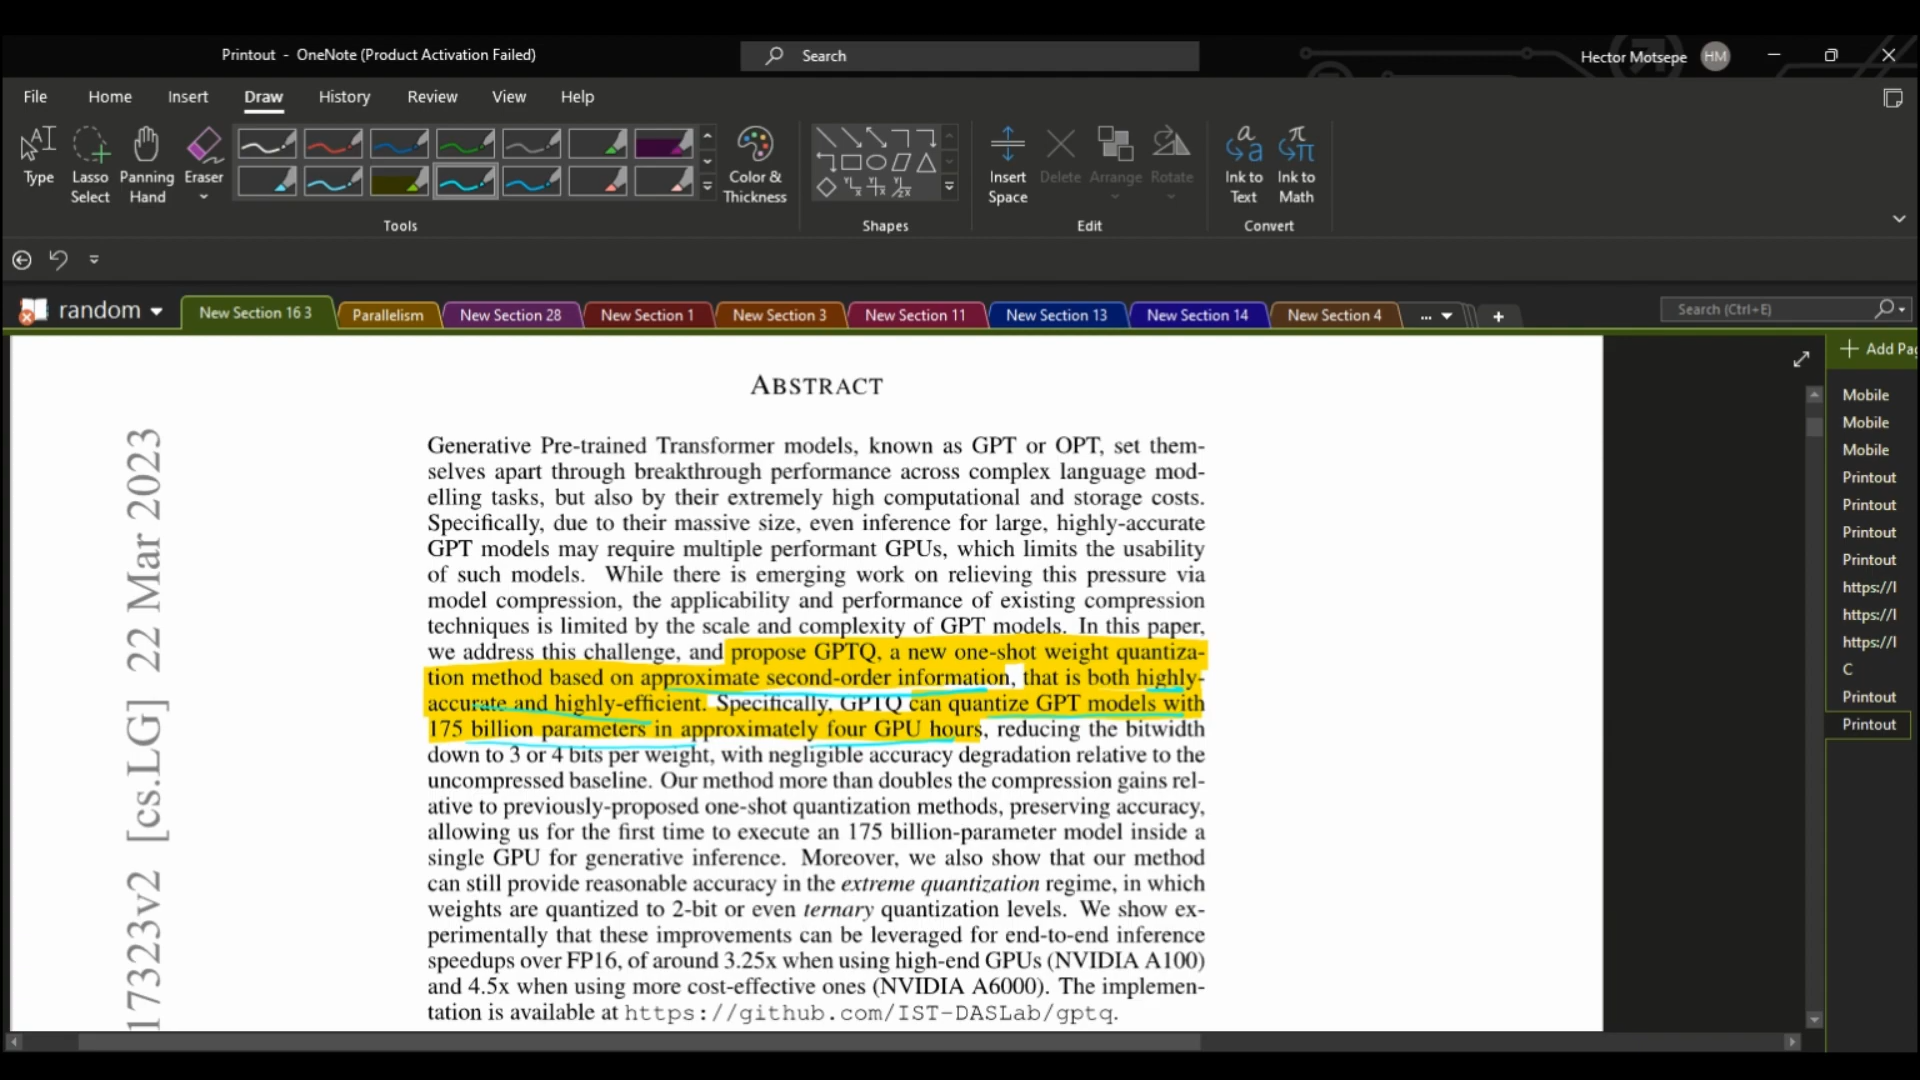 Printout - OneNote (Product Activation Failed)
Search
Hector Motsepe
HM
File
Home
Insert
Draw
History
Review
View
Help
Type
Lasso
Select
Panning
Hand
Eraser
Color &
Thickness
Insert
Space
Delete
Arrange
Rotate
Ink to
Text
Ink to
Math
Tools
Shapes
Edit
Convert
random
New Section 16 3
Parallelism
New Section 28
New Section 1
New Section 3
New Section 11
New Section 13
New Section 14
New Section 4
...
Search (Ctrl+E)
ABSTRACT
Generative Pre-trained Transformer models, known as GPT or OPT, set them-
selves apart through breakthrough performance across complex language mod-
elling tasks, but also by their extremely high computational and storage costs.
Specifically, due to their massive size, even inference for large, highly-accurate
GPT models may require multiple performant GPUs, which limits the usability
of such models. While there is emerging work on relieving this pressure via
model compression, the applicability and performance of existing compression
techniques is limited by the scale and complexity of GPT models. In this paper,
we address this challenge, and propose GPTQ, a new one-shot weight quantiza-
tion method based on approximate second-order information, that is both highly-
accurate and highly-efficient. Specifically, GPTQ can quantize GPT models with
175 billion parameters in approximately four GPU hours, reducing the bitwidth
down to 3 or 4 bits per weight, with negligible accuracy degradation relative to the
uncompressed baseline. Our method more than doubles the compression gains rel-
ative to previously-proposed one-shot quantization methods, preserving accuracy,
allowing us for the first time to execute an 175 billion-parameter model inside a
single GPU for generative inference. Moreover, we also show that our method
can still provide reasonable accuracy in the extreme quantization regime, in which
weights are quantized to 2-bit or even ternary quantization levels. We show ex-
perimentally that these improvements can be leveraged for end-to-end inference
speedups over FP16, of around 3.25x when using high-end GPUs (NVIDIA A100)
and 4.5x when using more cost-effective ones (NVIDIA A6000). The implemen-
tation is available at https://github.com/IST-DASLab/gptq.
17323v2 [cs.LG] 22 Mar 2023
Add Pag
Mobile
Mobile
Mobile
Printout
Printout
Printout
Printout
https://l
https://l
https://l
C
Printout
Printout